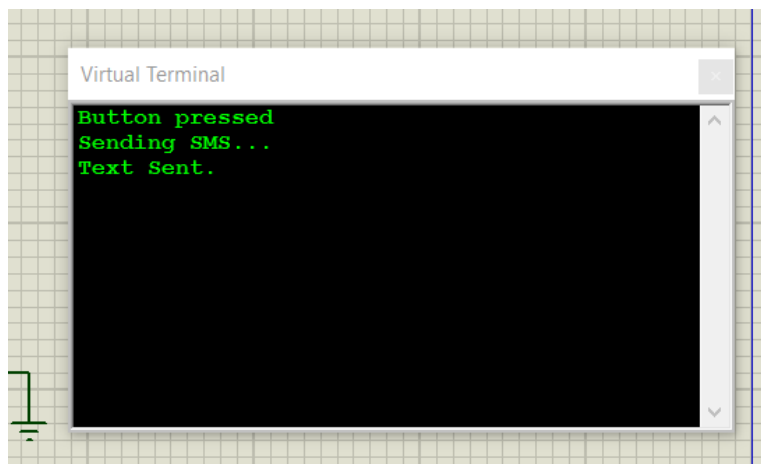 Virtual Terminal
Button pressed
Sending SMS...
Text Sent.